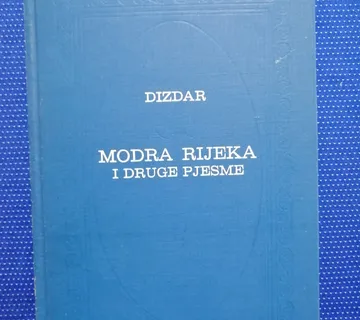 DIZDAR
MODRA RIJEKA
I DRUGE PJESME